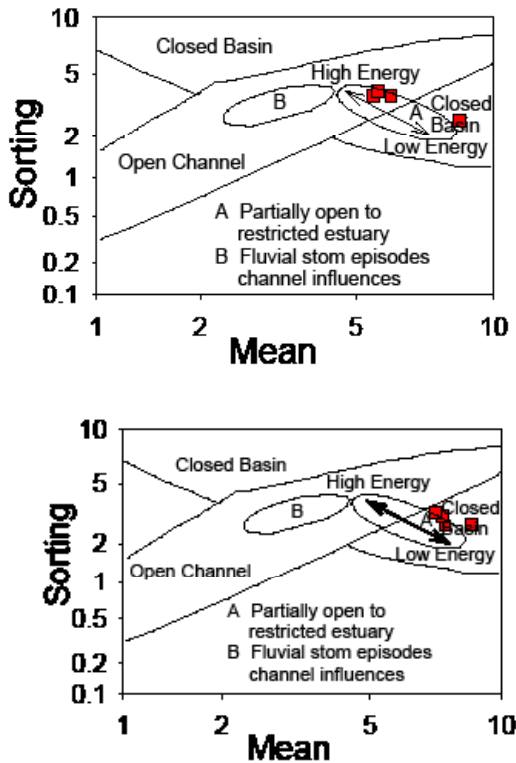 10
Closed Basin
5
High Energy
B
A
Closed
Basin
2
Low Energy
Open Channel
1
Sorting
0.5
A Partially open to
restricted estuary
0.2
B Fluvial stom episodes
channel influences
0.1
1 2 5 10
Mean
10
Closed Basin
5
High Energy
B
A
Closed
Basin
2
Low Energy
Open Channel
1
Sorting
0.5
A Partially open to
restricted estuary
0.2
B Fluvial stom episodes
channel influences
0.1
1 2 5 10
Mean